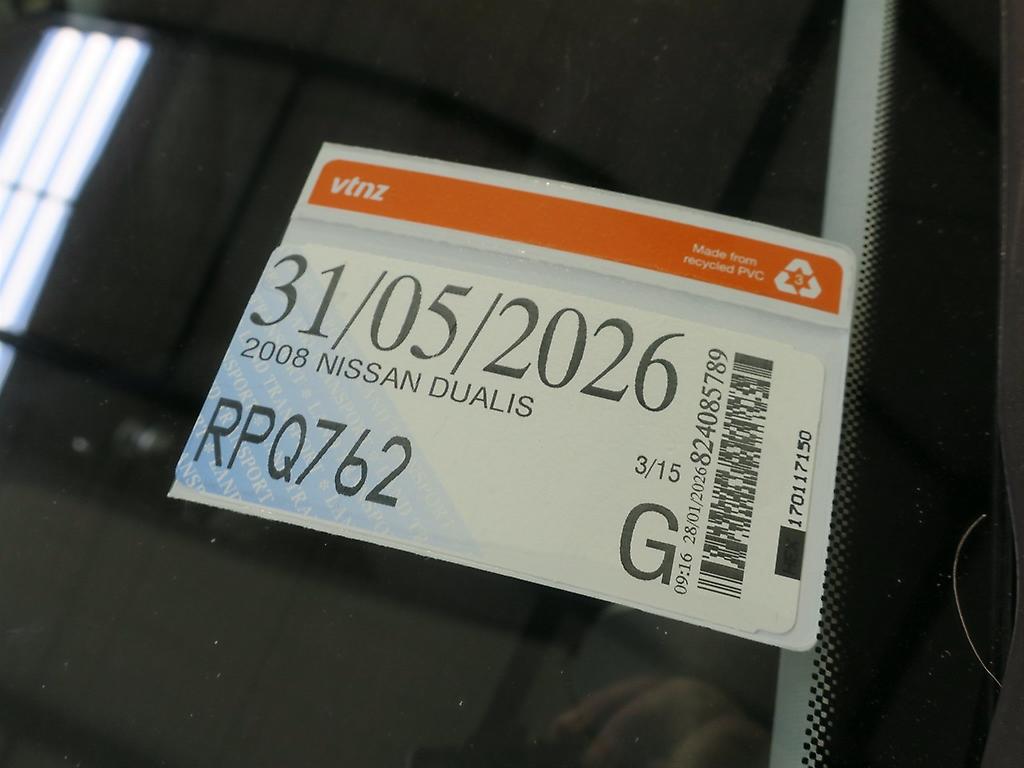 vtnz
Made from
recycled PVC
3
31/05/2026
2008 NISSAN DUALIS
RPQ762
3/15
G
09:16 28/01/2026
824085789
170117150